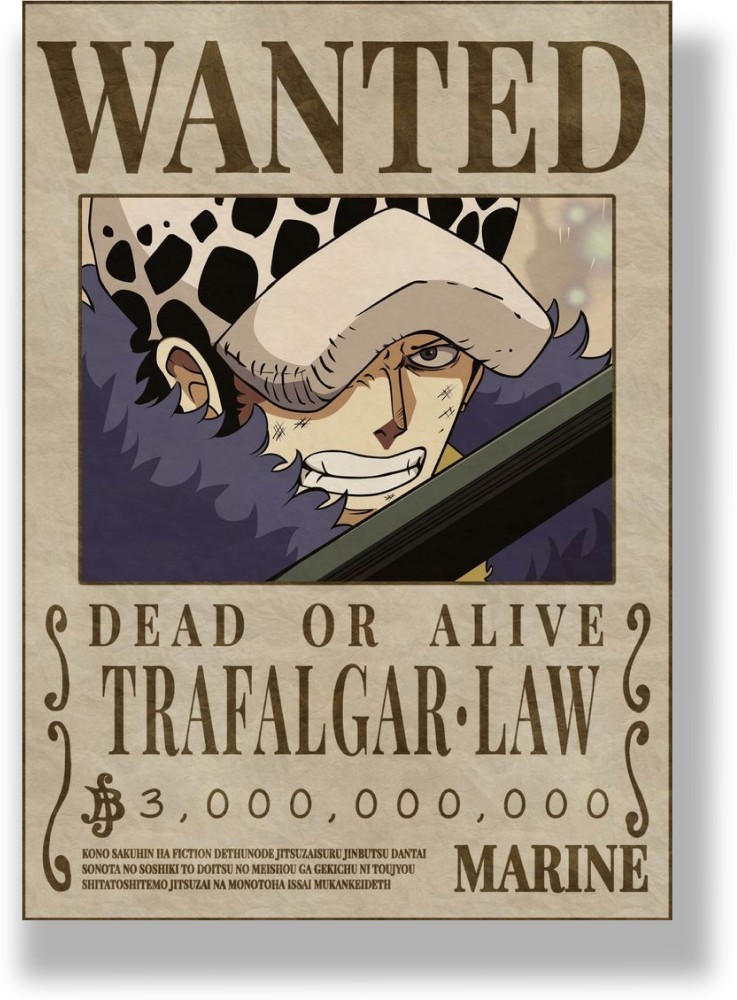 WANTED
DEAD OR ALIVE
TRAFALGAR•LAW
฿3,000,000,000
KONO SAKUHIN HA FICTION DETHUNODE JITSUZAISURU JINBUTSU DANTAI
SONOTA NO SOSHIKI TO DOITSU NO MEISHOU GA GEKICHU NI TOUJYOU
SHITATOSHITEMO JITSUZAI NA MONOTOHA ISSAI MUKANKEIDETH
MARINE